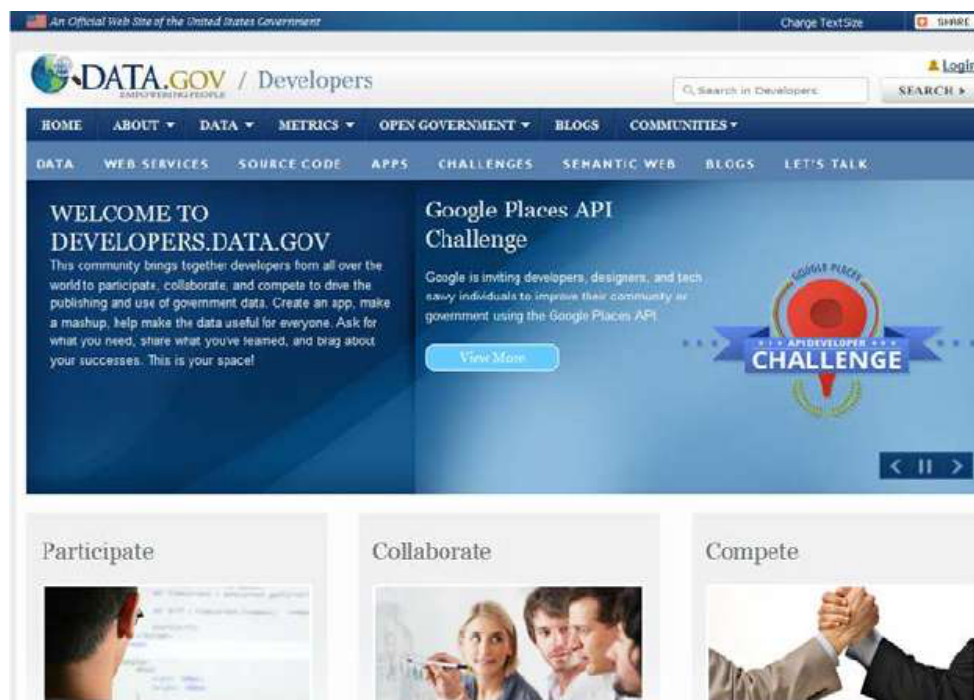 An Official Web Site of the United States Government
Change Text Size
SHARE
DATA.GOV / Developers
EMPOWERING PEOPLE
Login
Search in Developers
SEARCH
HOME ABOUT DATA METRICS OPEN GOVERNMENT BLOGS COMMUNITIES
DATA WEB SERVICES SOURCE CODE APPS CHALLENGES SEMANTIC WEB BLOGS LET'S TALK
WELCOME TO
DEVELOPERS.DATA.GOV
This community brings together developers from all over the
world to participate, collaborate, and compete to drive the
publishing and use of government data. Create an app, make
a mashup, help make the data useful for everyone. Ask for
what you need, share what you've learned, and brag about
your successes. This is your space!
Google Places API
Challenge
Google is inviting developers, designers, and tech
savvy individuals to improve their community or
government using the Google Places API.
View More
GOOGLE PLACES
API DEVELOPER
CHALLENGE
Participate
Collaborate
Compete